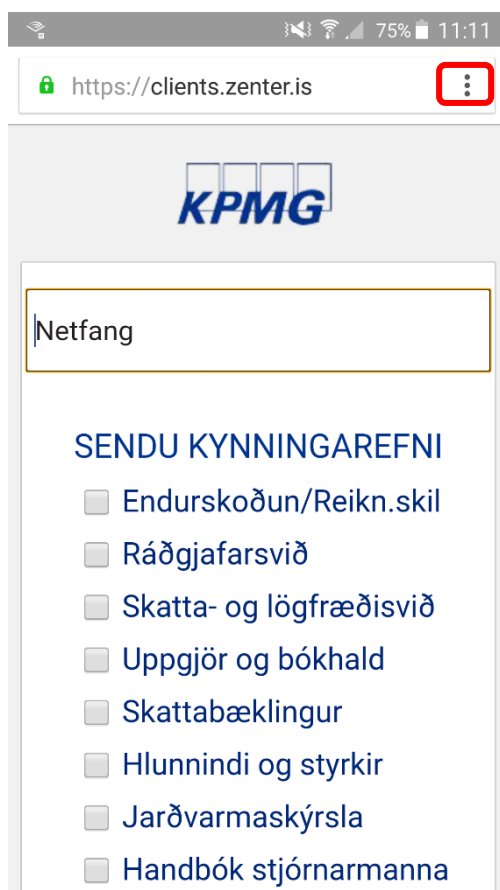 75% 11:11
https://clients.zenter.is
KPMG
Netfang
SENDU KYNNINGAREFNI
Endurskoðun/Reikn.skil
Ráðgjafarsvið
Skatta- og lögfræðisvið
Uppgjör og bókhald
Skattabæklingur
Hlunnindi og styrkir
Jarðvarmaskýrsla
Handbók stjórnarmanna